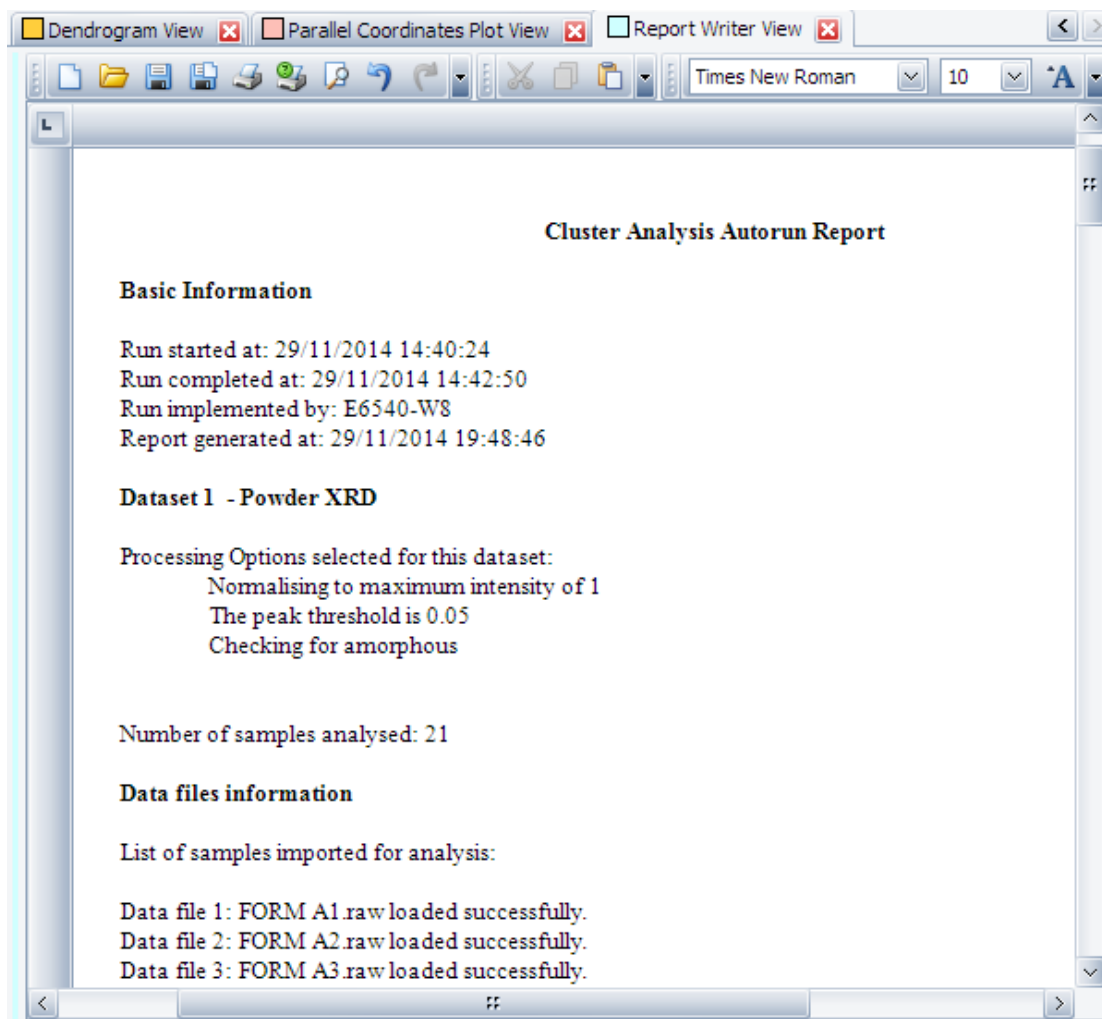 Dendrogram View Parallel Coordinates Plot View Report Writer View
Times New Roman 10 A
L
Cluster Analysis Autorun Report
Basic Information
Run started at: 29/11/2014 14:40:24
Run completed at: 29/11/2014 14:42:50
Run implemented by: E6540-W8
Report generated at: 29/11/2014 19:48:46
Dataset 1 - Powder XRD
Processing Options selected for this dataset:
Normalising to maximum intensity of 1
The peak threshold is 0.05
Checking for amorphous
Number of samples analysed: 21
Data files information
List of samples imported for analysis:
Data file 1: FORM A1.raw loaded successfully.
Data file 2: FORM A2.raw loaded successfully.
Data file 3: FORM A3.raw loaded successfully.